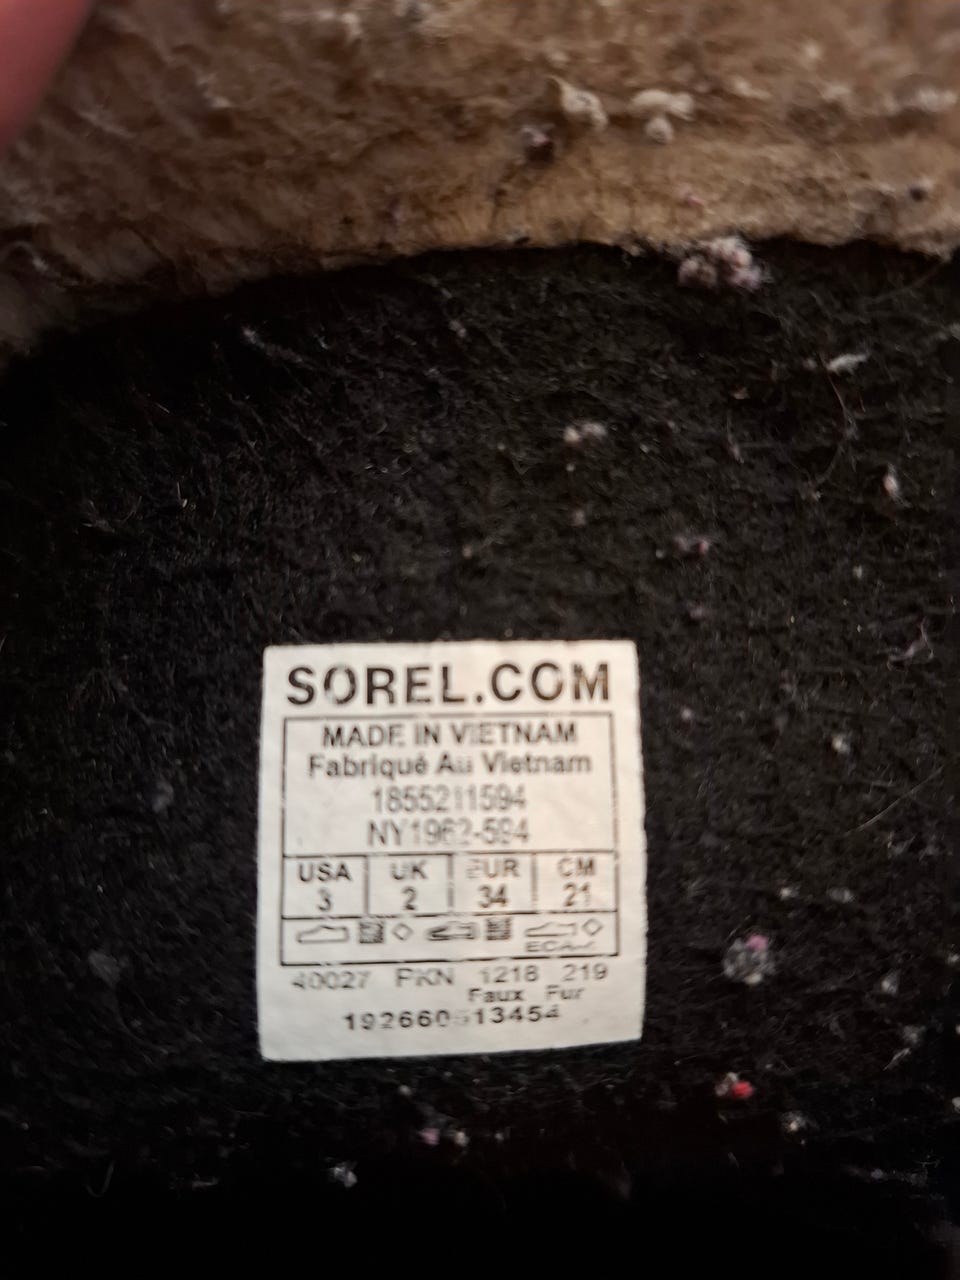 SOREL.COM
MADE IN VIETNAM
Fabriqué Au Vietnam
1855211594
NY1962-594
USA UK EUR CM
3 2 34 21
ECA-/
40027 PKN 1218 219
Faux Fur